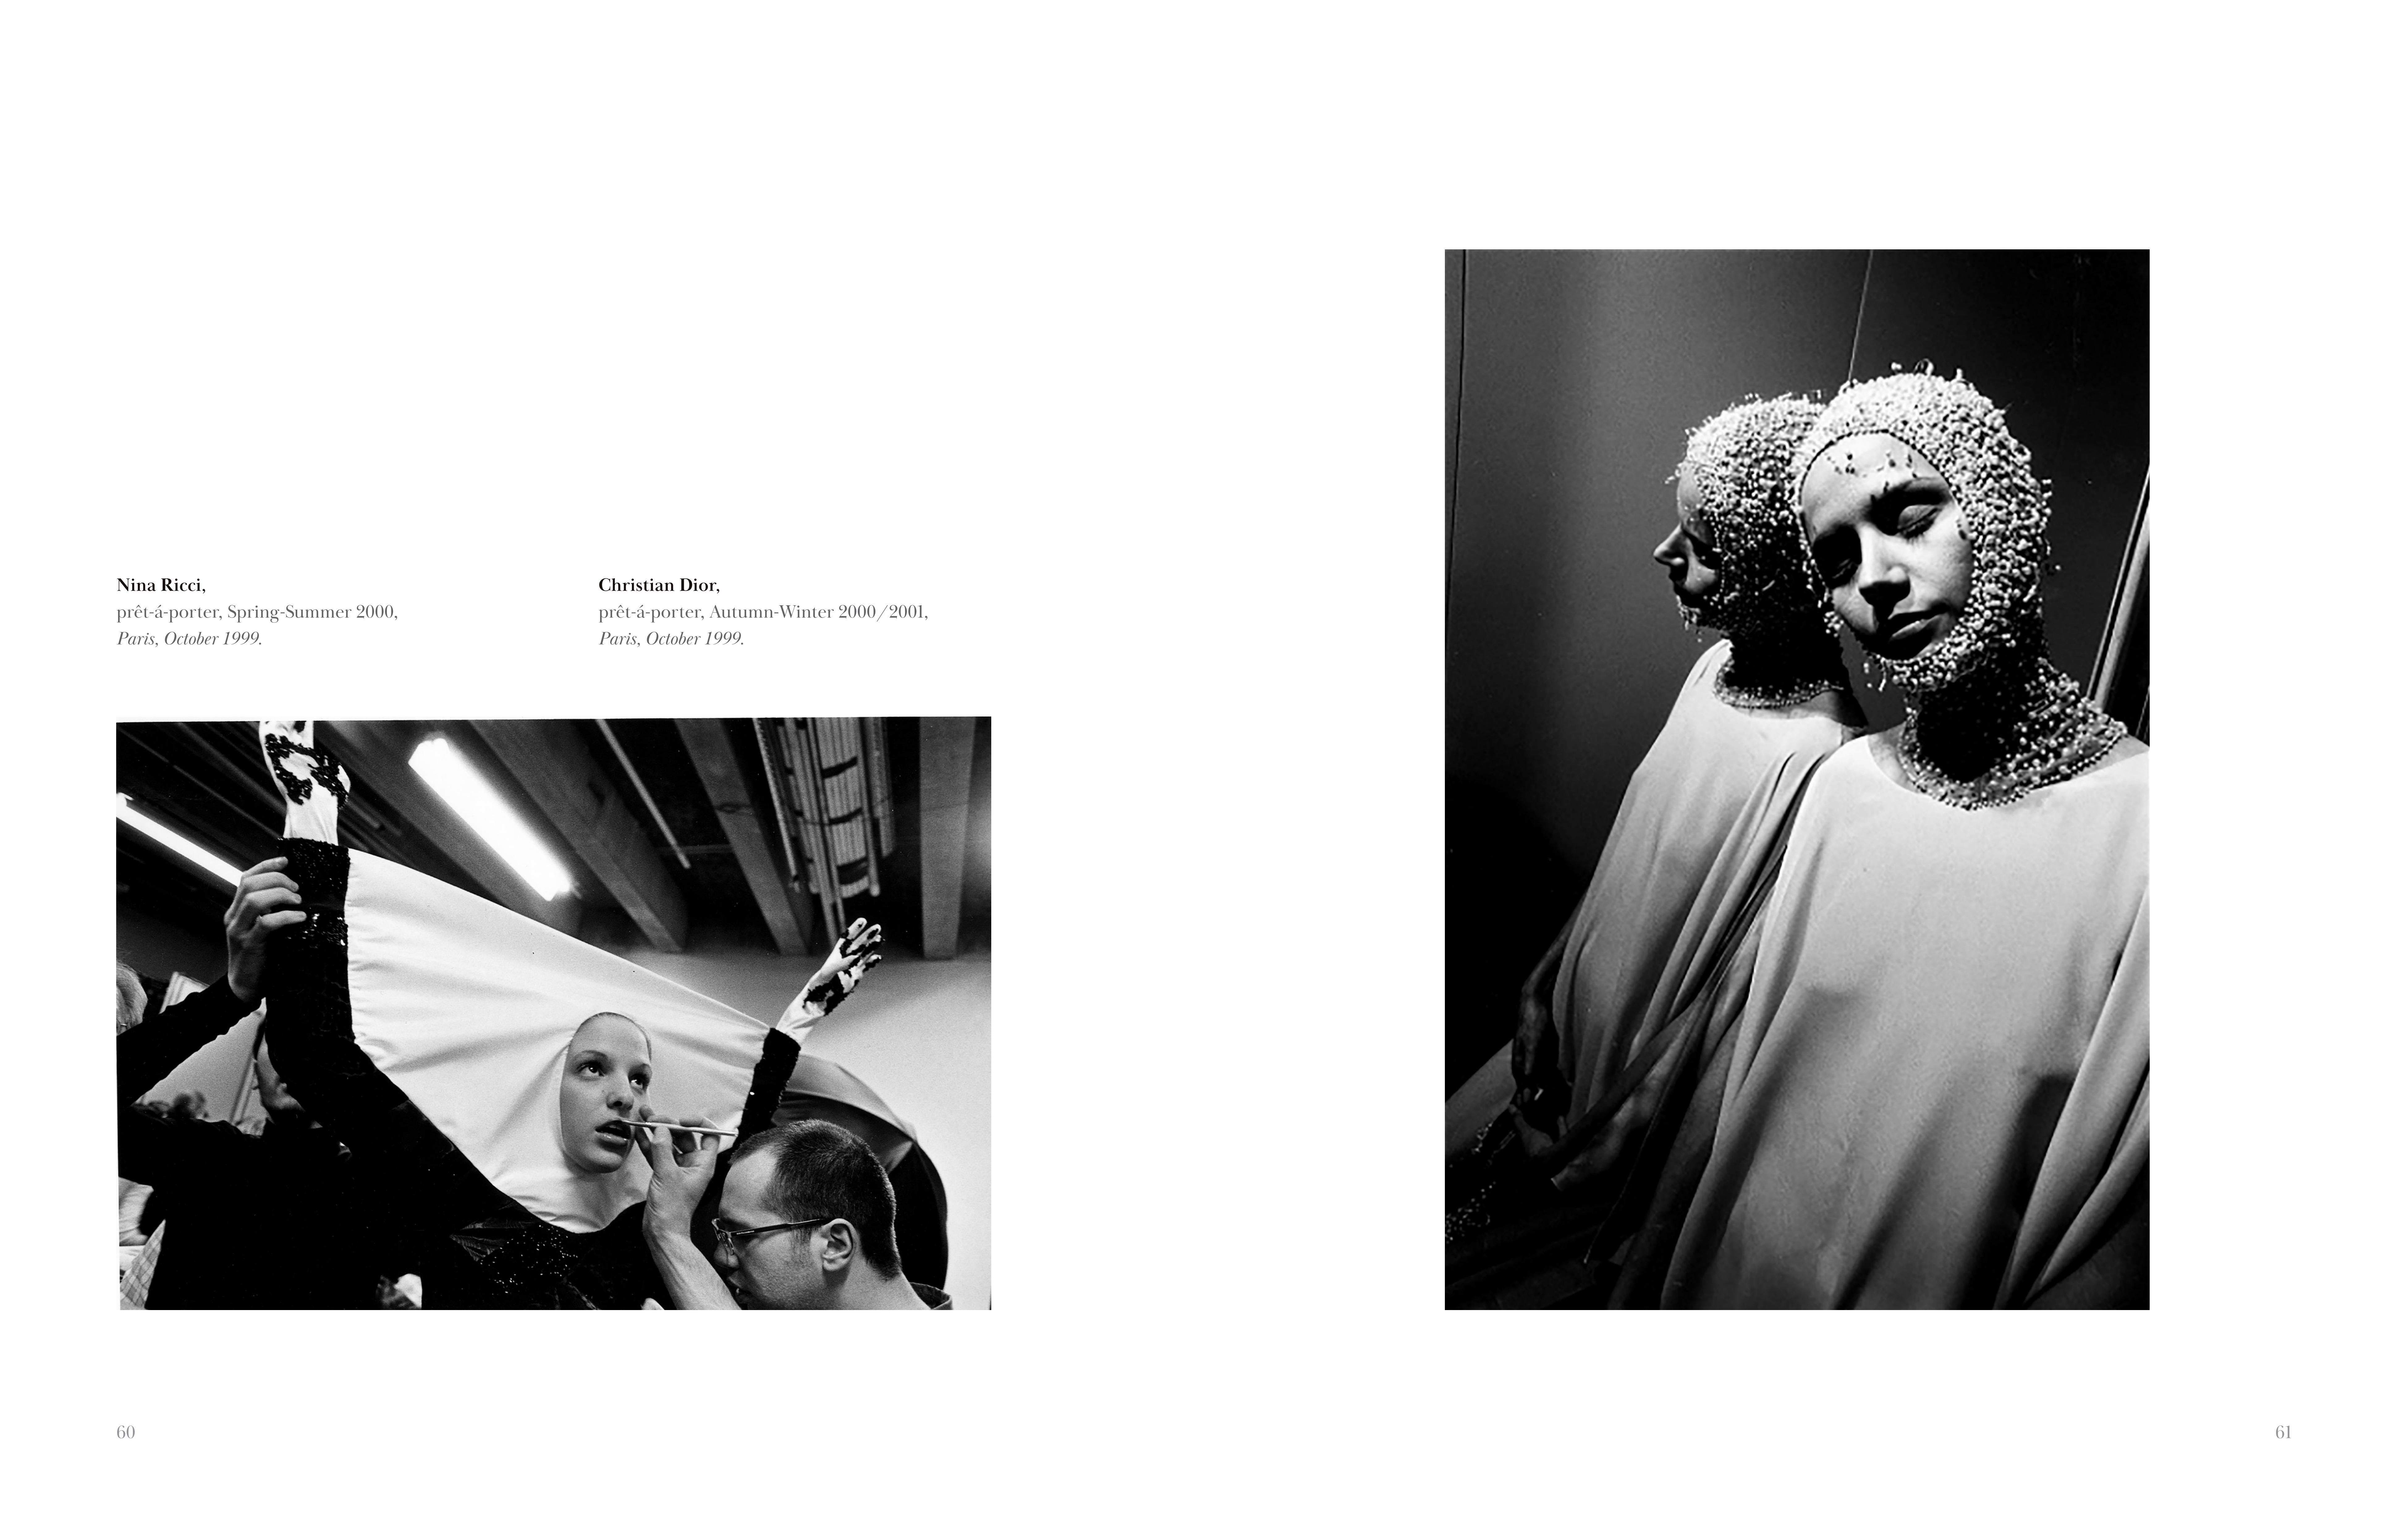 Nina Ricci,
prêt-á-porter, Spring-Summer 2000,
Paris, October 1999.
Christian Dior,
prêt-á-porter, Autumn-Winter 2000/2001,
Paris, October 1999.
60
61